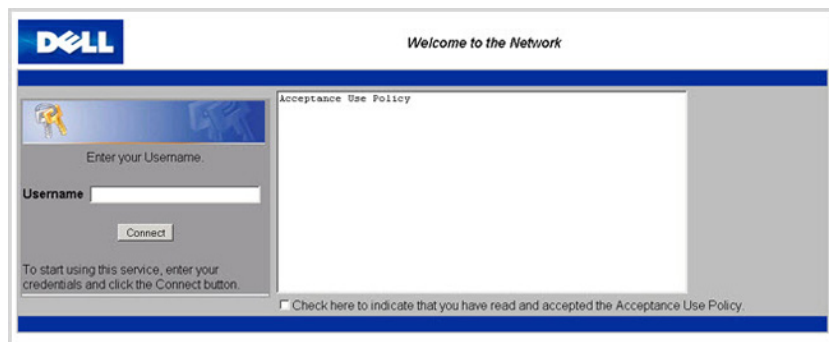 DELL
Welcome to the Network
Acceptance Use Policy
Enter your Username.
Username
Connect
To start using this service, enter your
credentials and click the Connect button.
Check here to indicate that you have read and accepted the Acceptance Use Policy.